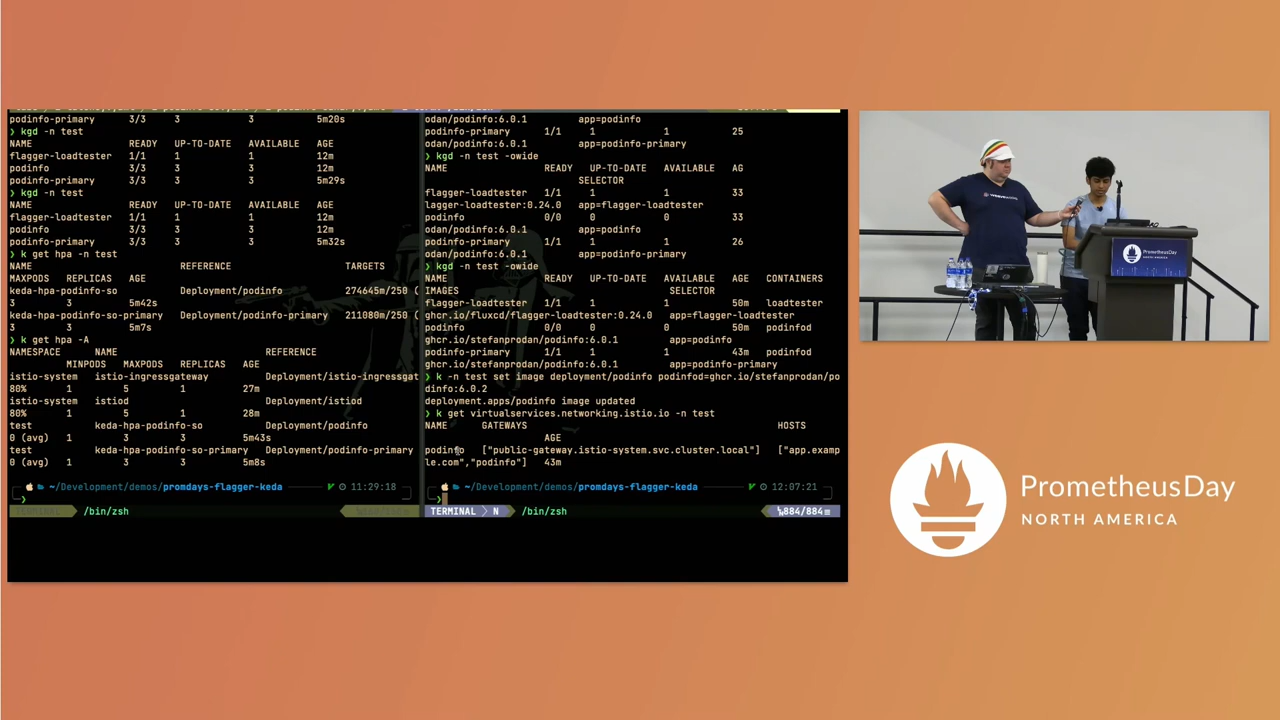 podinfo-primary 3/3 3 3 5m20s
❯ kgd -n test
NAME READY UP-TO-DATE AVAILABLE AGE
flagger-loadtester 1/1 1 1 12m
podinfo 3/3 3 3 12m
podinfo-primary 3/3 3 3 5m29s
❯ kgd -n test
NAME READY UP-TO-DATE AVAILABLE AGE
flagger-loadtester 1/1 1 1 12m
podinfo 3/3 3 3 12m
podinfo-primary 3/3 3 3 5m32s
❯ k get hpa -n test
NAME REFERENCE TARGETS
MAXPODS REPLICAS AGE
keda-hpa-podinfo-so Deployment/podinfo 274645m/250 (
3 3 5m42s
keda-hpa-podinfo-so-primary Deployment/podinfo-primary 211080m/250 (
3 3 5m7s
❯ k get hpa -A
NAMESPACE NAME REFERENCE
MINPODS MAXPODS REPLICAS AGE
istio-system istio-ingressgateway Deployment/istio-ingressgat
80% 1 5 1 27m
istio-system istiod Deployment/istiod
80% 1 5 1 28m
test keda-hpa-podinfo-so Deployment/podinfo
0 (avg) 1 3 3 5m43s
test keda-hpa-podinfo-so-primary Deployment/podinfo-primary
0 (avg) 1 3 3 5m8s
~/Development/demos/promdays-flagger-keda 11:29:18
❯
TERMINAL /bin/zsh
odan/podinfo:6.0.1 app=podinfo
podinfo-primary 1/1 1 1 25
odan/podinfo:6.0.1 app=podinfo-primary
❯ kgd -n test -owide
NAME READY UP-TO-DATE AVAILABLE AG
SELECTOR
flagger-loadtester 1/1 1 1 33
lagger-loadtester:0.24.0 app=flagger-loadtester
podinfo 0/0 0 0 33
odan/podinfo:6.0.1 app=podinfo
podinfo-primary 1/1 1 1 26
odan/podinfo:6.0.1 app=podinfo-primary
❯ kgd -n test -owide
NAME READY UP-TO-DATE AVAILABLE AGE CONTAINERS
IMAGES SELECTOR
flagger-loadtester 1/1 1 1 50m loadtester
ghcr.io/fluxcd/flagger-loadtester:0.24.0 app=flagger-loadtester
podinfo 0/0 0 0 50m podinfod
ghcr.io/stefanprodan/podinfo:6.0.1 app=podinfo
podinfo-primary 1/1 1 1 43m podinfod
ghcr.io/stefanprodan/podinfo:6.0.1 app=podinfo-primary
❯ k -n test set image deployment/podinfo podinfod=ghcr.io/stefanprodan/po
dinfo:6.0.2
deployment.apps/podinfo image updated
❯ k get virtualservices.networking.istio.io -n test
NAME GATEWAYS HOSTS
AGE
podinfo ["public-gateway.istio-system.svc.cluster.local"] ["app.examp
le.com","podinfo"] 43m
~/Development/demos/promdays-flagger-keda 12:07:21
❯
TERMINAL N /bin/zsh 884/884
PrometheusDay
PrometheusDay
NORTH AMERICA